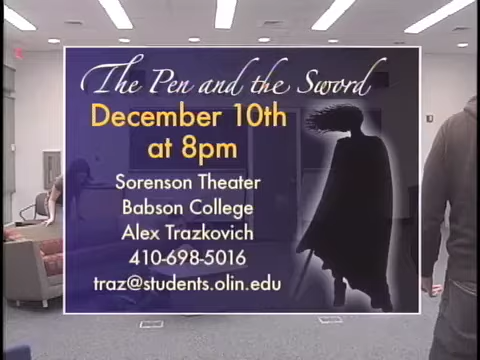 The Pen and the Sword
December 10th
at 8pm
Sorenson Theater
Babson College
Alex Trazkovich
410-698-5016
traz@students.olin.edu